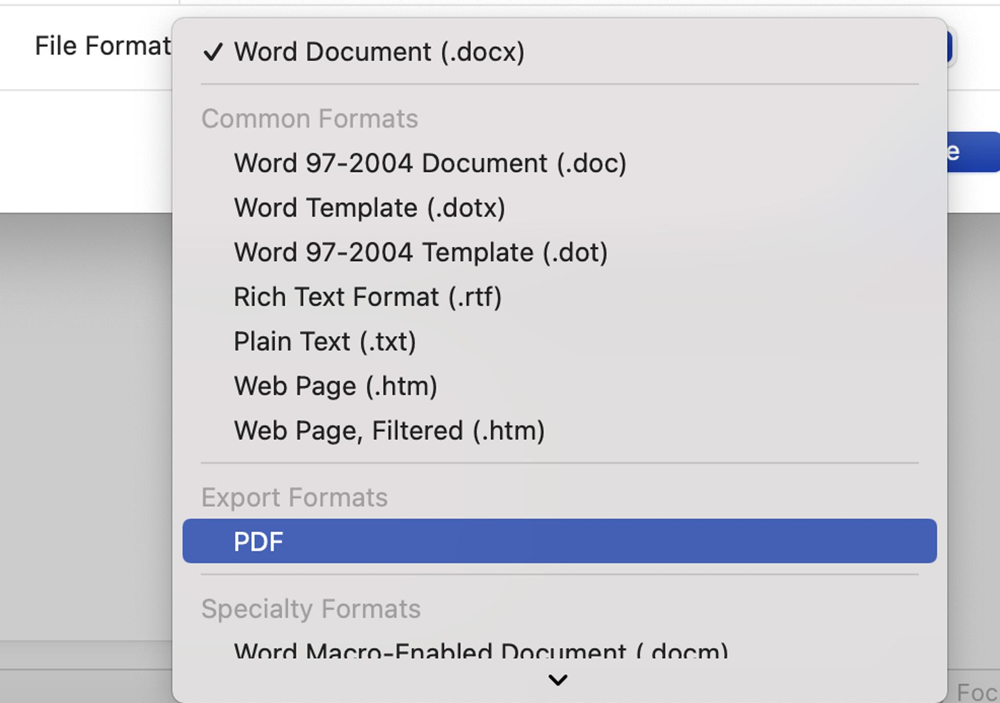 File Format
✓ Word Document (.docx)
Common Formats
Word 97-2004 Document (.doc)
e
Word Template (.dotx)
Word 97-2004 Template (.dot)
Rich Text Format (.rtf)
Plain Text (.txt)
Web Page (.htm)
Web Page, Filtered (.htm)
Export Formats
PDF
Specialty Formats
Word Macro-Enabled Document (.docm)
Foc